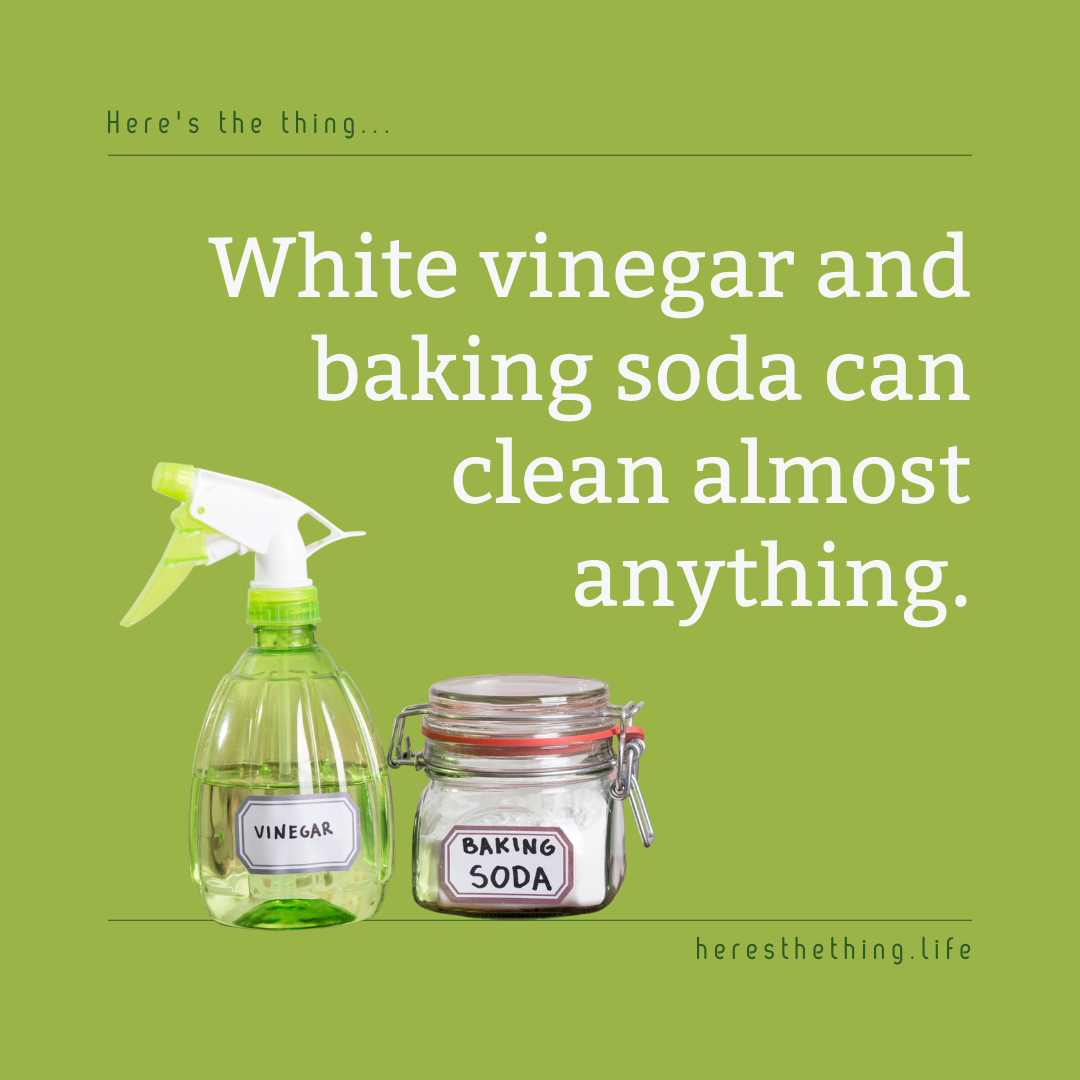 Here's the thing...
White vinegar and
baking soda can
clean almost
anything.
VINEGAR
BAKING
SODA
heresthething.life